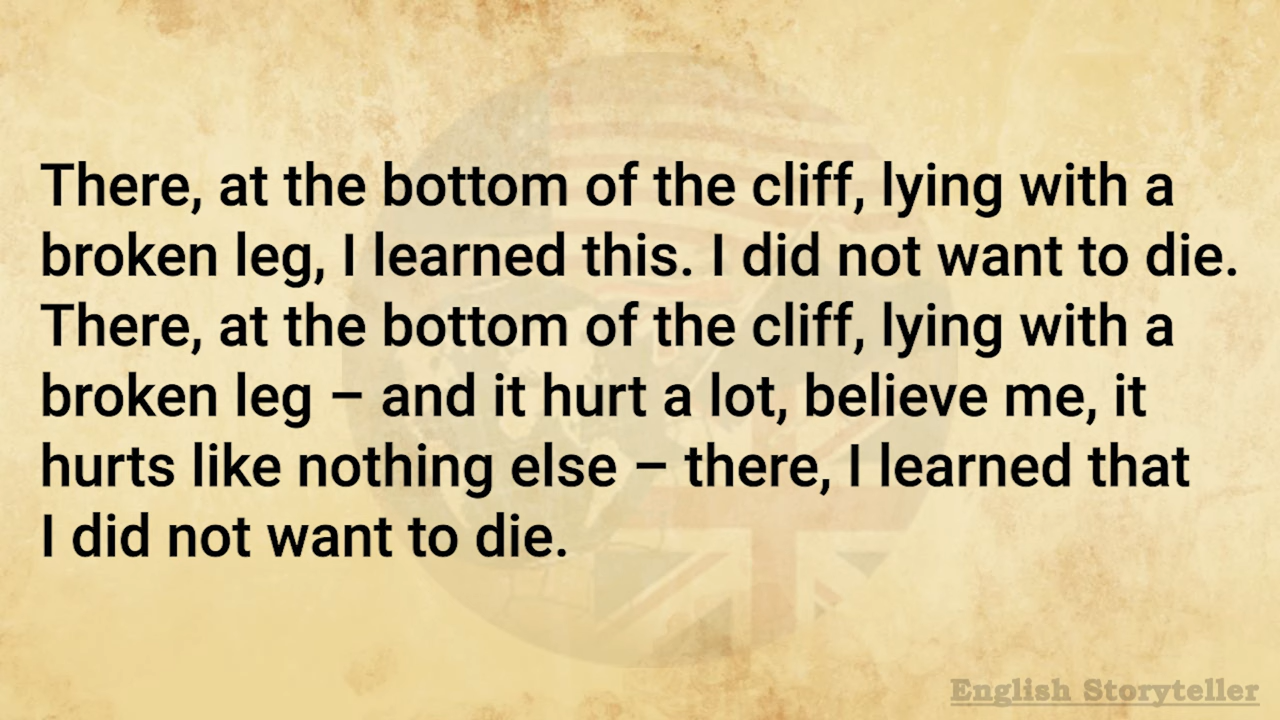 There, at the bottom of the cliff, lying with a
broken leg, I learned this. I did not want to die.
There, at the bottom of the cliff, lying with a
broken leg – and it hurt a lot, believe me, it
hurts like nothing else – there, I learned that
I did not want to die.
English Storyteller